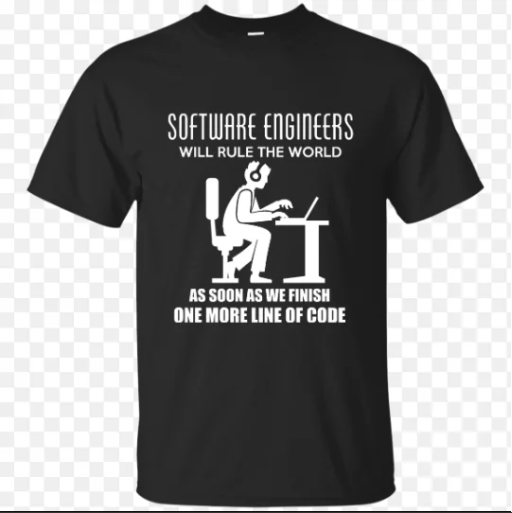 SOFTWARE ENGINEERS
WILL RULE THE WORLD
AS SOON AS WE FINISH
ONE MORE LINE OF CODE